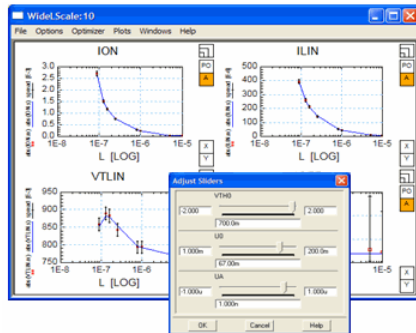 WideLScale:10
File Options Optimizer Plots Windows Help
ION
3.0
2.5
2.0
1.5
1.0
0.5
0.0
1E-8 1E-7 1E-6 1E-5
L [LOG]
PO
A
X
Y
ILIN
500
400
300
200
100
0
1E-8 1E-7 1E-6 1E-5
L [LOG]
PO
A
X
Y
VTLIN
950
900
850
800
750
1E-8 1E-7 1E-6
L [LOG]
E-6 1E-5
PO
A
X
Y
Adjust Sliders
VTH0
-2.000 2.000
700.0m
U0
1.000m 200.0m
67.00m
UA
-1.000u 1.000u
1.000n
OK Cancel Help